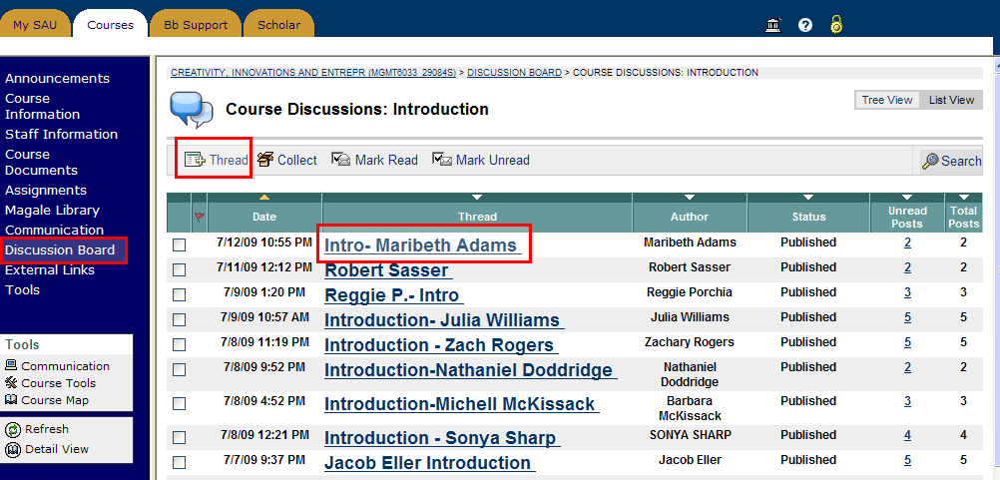 My SAU Courses Bb Support Scholar
Announcements
Course
Information
Staff Information
Course
Documents
Assignments
Magale Library
Communication
Discussion Board
External Links
Tools
Tools
Communication
Course Tools
Course Map
Refresh
Detail View
CREATIVITY, INNOVATIONS AND ENTREPR (MGMT6033_29084S) > DISCUSSION BOARD > COURSE DISCUSSIONS: INTRODUCTION
Course Discussions: Introduction
Tree View List View
Thread Collect Mark Read Mark Unread Search
Date Thread Author Status Unread Posts Total Posts
7/12/09 10:55 PM Intro- Maribeth Adams Maribeth Adams Published 2 2
7/11/09 12:12 PM Robert Sasser Robert Sasser Published 2 2
7/9/09 1:20 PM Reggie P.- Intro Reggie Porchia Published 3 3
7/9/09 10:57 AM Introduction- Julia Williams Julia Williams Published 5 5
7/8/09 11:19 PM Introduction - Zach Rogers Zachary Rogers Published 5 5
7/8/09 9:52 PM Introduction-Nathaniel Doddridge Nathaniel Doddridge Published 2 2
7/8/09 4:52 PM Introduction-Michell McKissack Barbara McKissack Published 3 3
7/8/09 12:21 PM Introduction - Sonya Sharp SONYA SHARP Published 4 4
7/7/09 9:37 PM Jacob Eller Introduction Jacob Eller Published 5 5